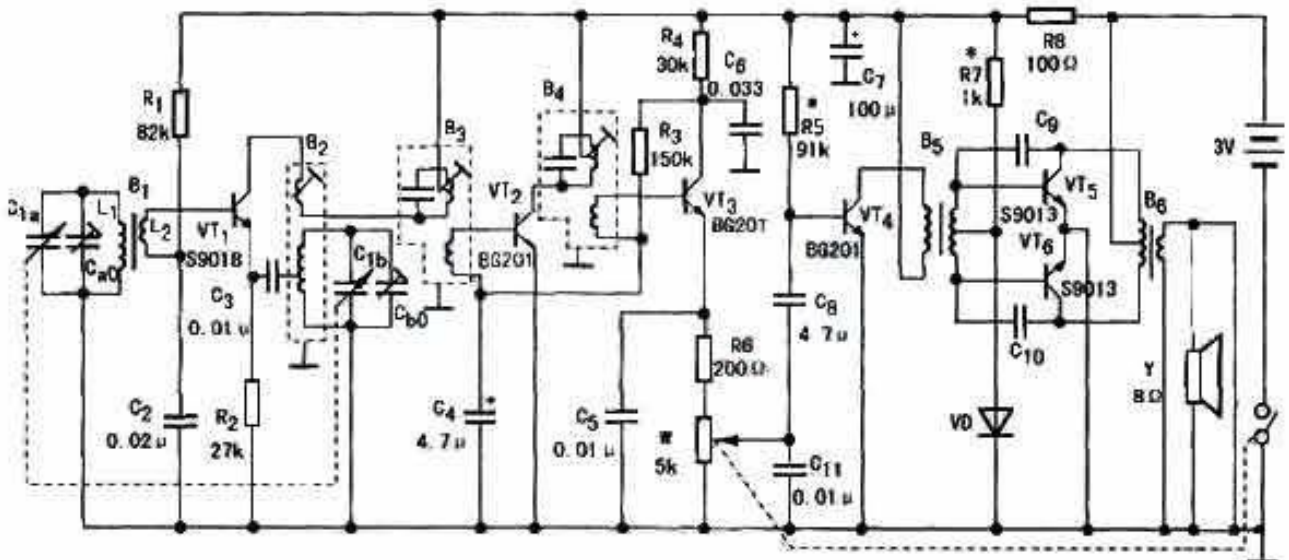 R1
82k
C1a
L1
Ca0
B1
L2
VT1
S9018
C3
0.01μ
C2
0.02μ
R2
27k
B2
C1b
Cb0
B3
VT2
BG201
C4
4.7μ
+
B4
R4
30k
C6
0.033
R3
150k
VT3
BG201
C5
0.01μ
R6
200Ω
W
5k
*
R5
91k
C8
4.7μ
C11
0.01μ
+
C7
100μ
VT4
BG201
B5
*
R7
1k
R8
100Ω
C9
VT5
S9013
VT6
S9013
C10
VD
B6
Y
8Ω
3V